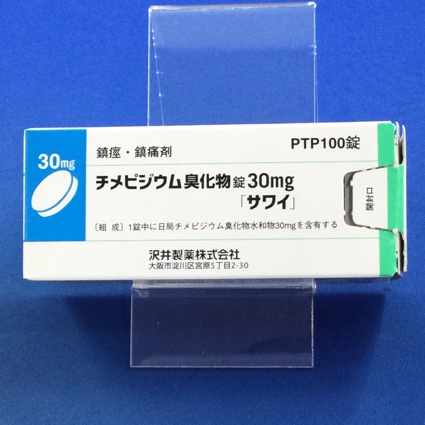 30mg
鎮痙・鎮痛剤
PTP100錠
チメピジウム臭化物錠30mg
「サワイ」
〔組 成〕1錠中に日局チメピジウム臭化物水和物30mgを含有する
沢井製薬株式会社
大阪市淀川区宮原5丁目2-30
開封口